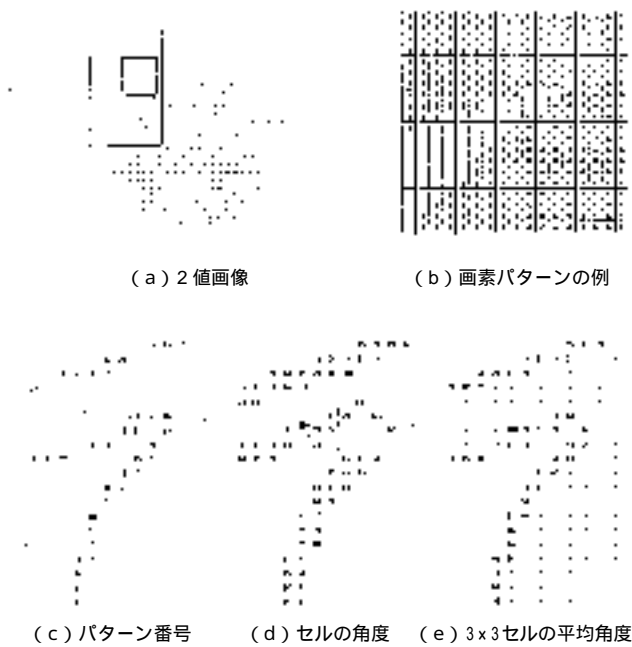 （a）2値画像
（b）画素パターンの例
（c）パターン番号
（d）セルの角度
（e）3x3セルの平均角度